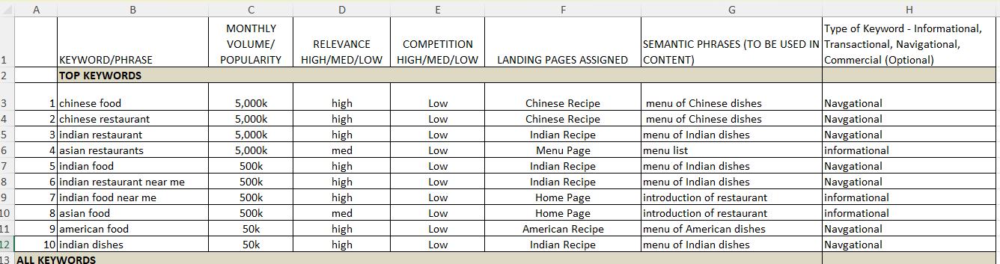 A B C D E F G H
1 KEYWORD/PHRASE MONTHLY VOLUME/ POPULARITY RELEVANCE HIGH/MED/LOW COMPETITION HIGH/MED/LOW LANDING PAGES ASSIGNED SEMANTIC PHRASES (TO BE USED IN CONTENT) Type of Keyword - Informational, Transactional, Navigational, Commercial (Optional)
2 TOP KEYWORDS
3 1 chinese food 5,000k high Low Chinese Recipe menu of Chinese dishes Navgational
4 2 chinese restaurant 5,000k high Low Chinese Recipe menu of Chinese dishes Navgational
5 3 indian restaurant 5,000k high Low Indian Recipe menu of Indian dishes Navgational
6 4 asian restaurants 5,000k med Low Menu Page menu list informational
7 5 indian food 500k high Low Indian Recipe menu of Indian dishes Navgational
8 6 indian restaurant near me 500k high Low Indian Recipe menu of Indian dishes Navgational
9 7 indian food near me 500k high Low Home Page introduction of restaurant informational
10 8 asian food 500k med Low Home Page introduction of restaurant informational
11 9 american food 50k high Low American Recipe menu of American dishes Navgational
12 10 indian dishes 50k high Low Indian Recipe menu of Indian dishes Navgational
13 ALL KEYWORDS